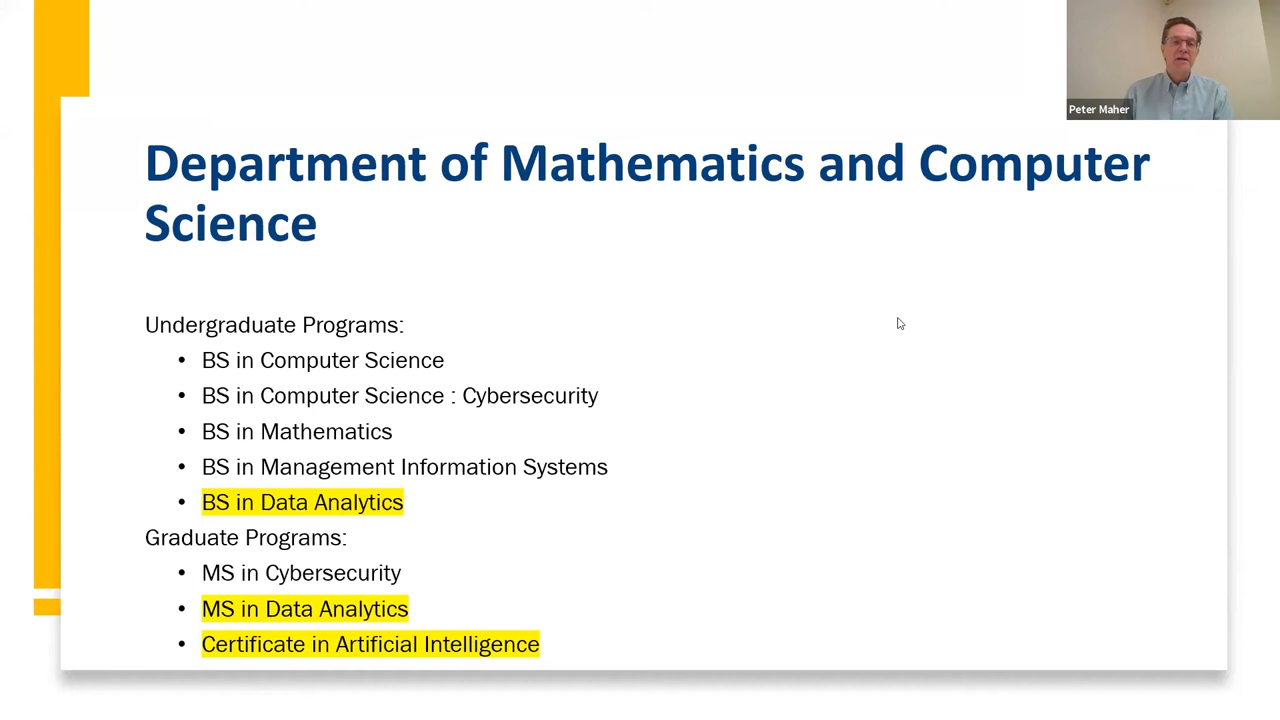 Peter Maher
Department of Mathematics and Computer
Science
Undergraduate Programs:
• BS in Computer Science
• BS in Computer Science : Cybersecurity
• BS in Mathematics
• BS in Management Information Systems
• BS in Data Analytics
Graduate Programs:
• MS in Cybersecurity
• MS in Data Analytics
• Certificate in Artificial Intelligence